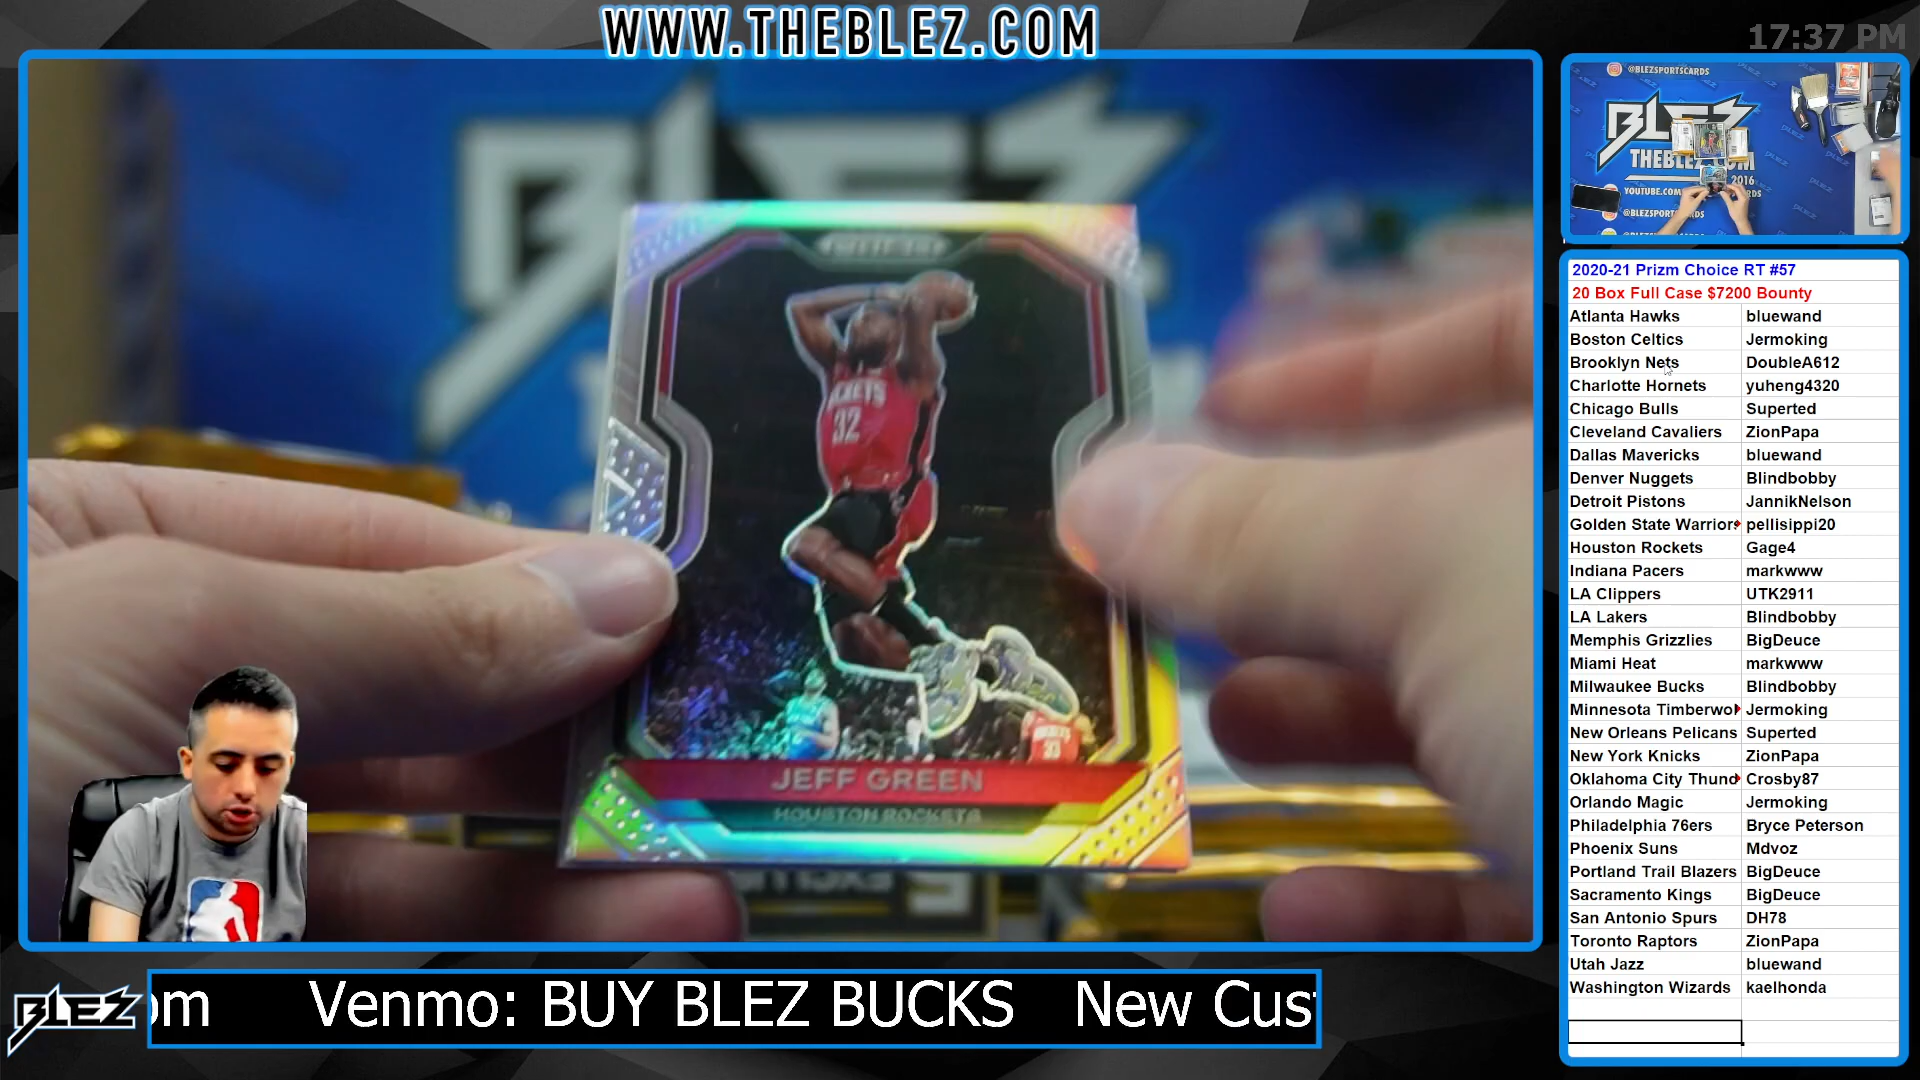 WWW.THEBLEZ.COM
17:37 PM
@BLEZSPORTSCARDS
BLEZ
THEBLEZ.COM
2016
YOUTUBE.COM
@BLEZSPORTSCARDS
BLEZ
32
JEFF GREEN
HOUSTON ROCKETS
2020-21 Prizm Choice RT #57
20 Box Full Case $7200 Bounty
Atlanta Hawks bluewand
Boston Celtics Jermoking
Brooklyn Nets DoubleA612
Charlotte Hornets yuheng4320
Chicago Bulls Superted
Cleveland Cavaliers ZionPapa
Dallas Mavericks bluewand
Denver Nuggets Blindbobby
Detroit Pistons JannikNelson
Golden State Warriors pellisippi20
Houston Rockets Gage4
Indiana Pacers markwww
LA Clippers UTK2911
LA Lakers Blindbobby
Memphis Grizzlies BigDeuce
Miami Heat markwww
Milwaukee Bucks Blindbobby
Minnesota Timberwol Jermoking
New Orleans Pelicans Superted
New York Knicks ZionPapa
Oklahoma City Thund Crosby87
Orlando Magic Jermoking
Philadelphia 76ers Bryce Peterson
Phoenix Suns Mdvoz
Portland Trail Blazers BigDeuce
Sacramento Kings BigDeuce
San Antonio Spurs DH78
Toronto Raptors ZionPapa
Utah Jazz bluewand
Washington Wizards kaelhonda
BLEZ
om Venmo: BUY BLEZ BUCKS New Cus